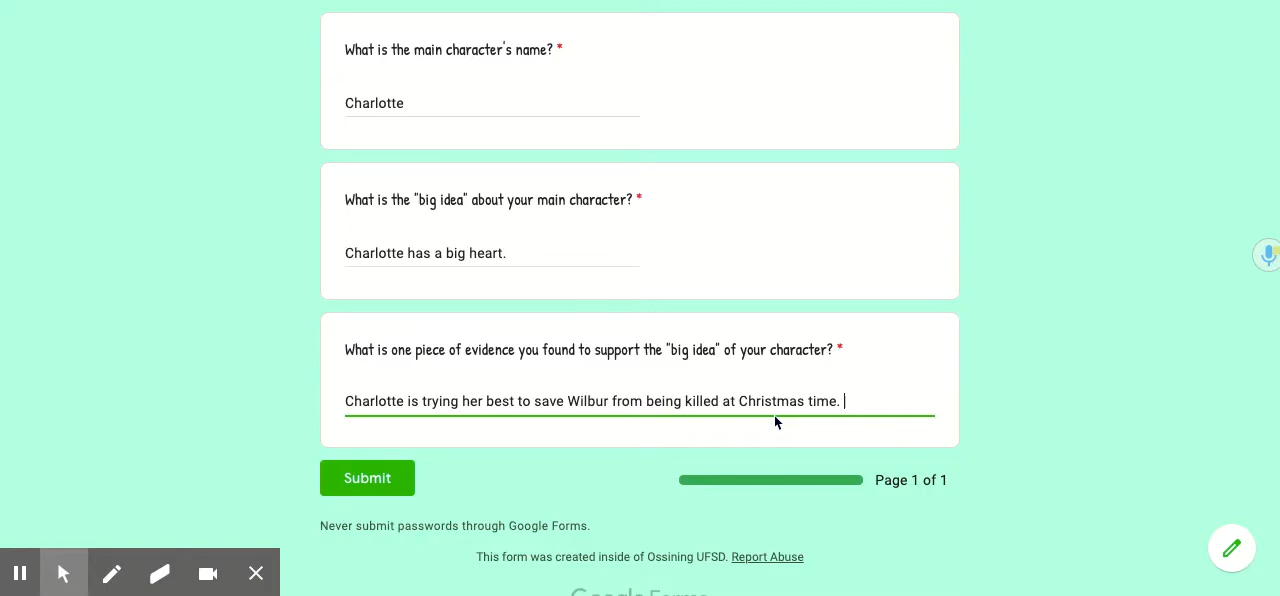 What is the main character's name? *
Charlotte
What is the "big idea" about your main character? *
Charlotte has a big heart.
What is one piece of evidence you found to support the "big idea" of your character? *
Charlotte is trying her best to save Wilbur from being killed at Christmas time.
Submit
Page 1 of 1
Never submit passwords through Google Forms.
This form was created inside of Ossining UFSD. Report Abuse
Google Forms